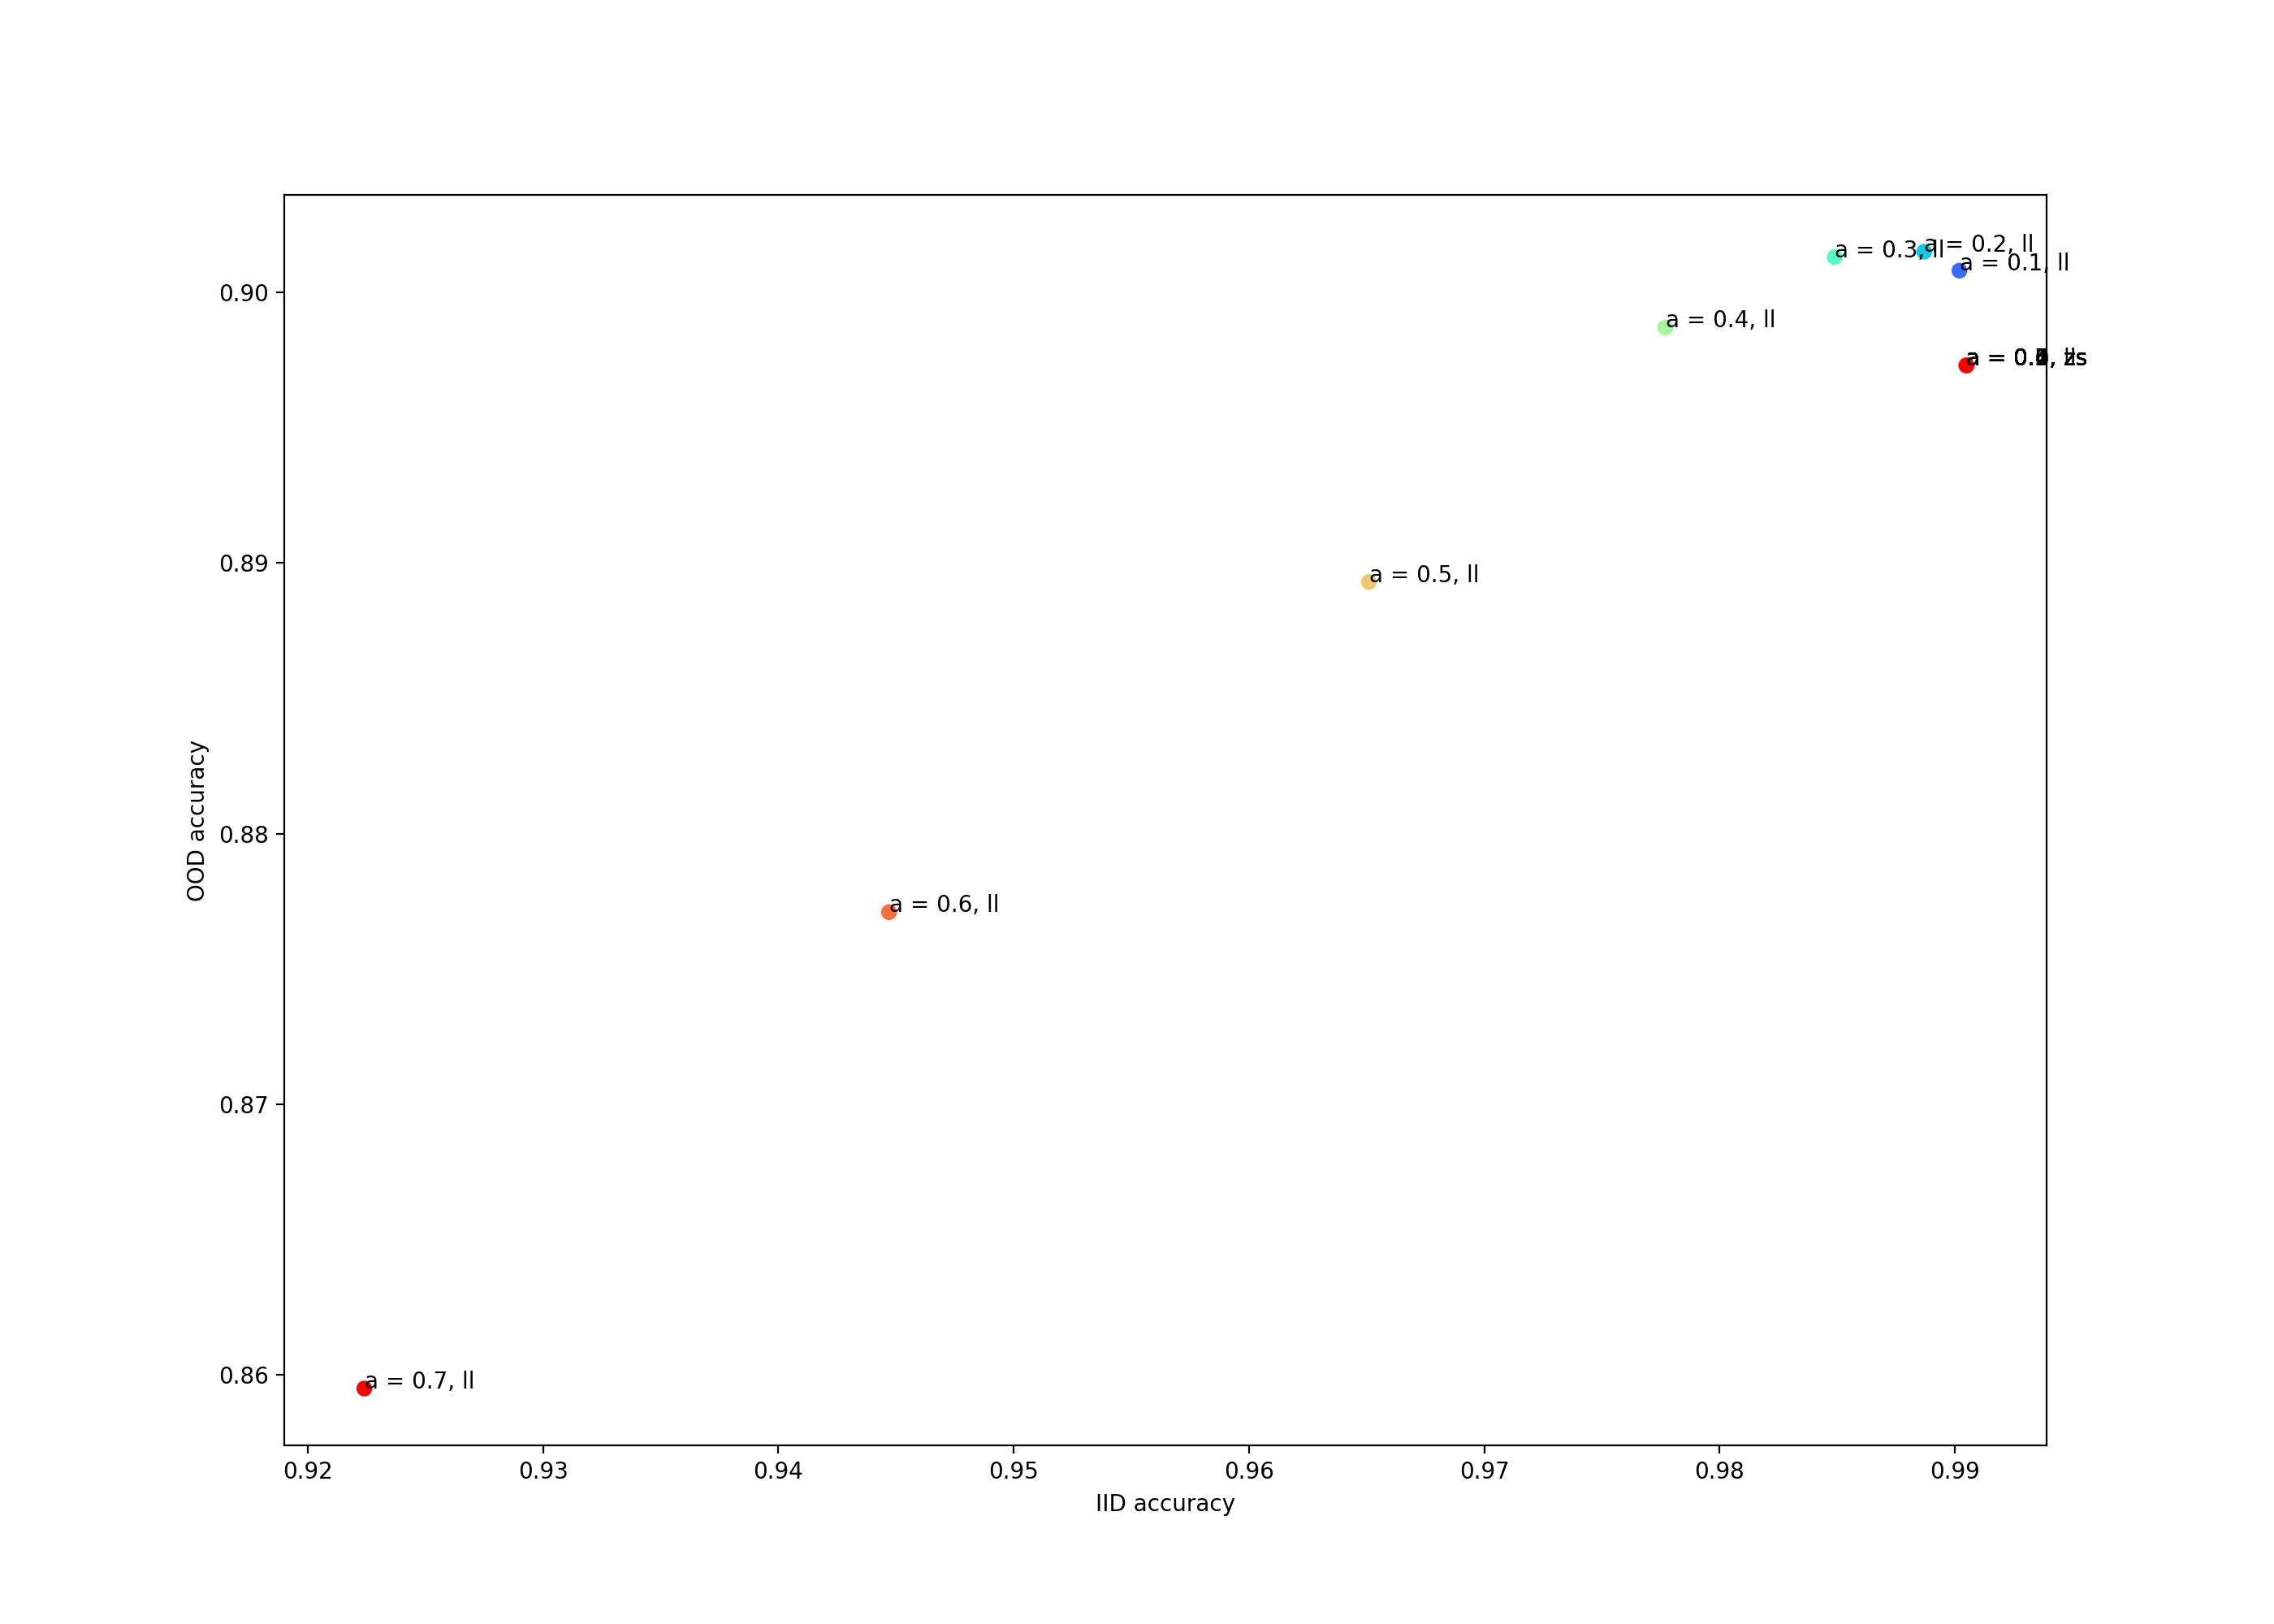 a = 0.2, ll
a = 0.3, ll
a = 0.1, ll
0.90
a = 0.4, ll
a = 0.5, ll
0.89
0.88
a = 0.6, ll
OOD accuracy
0.87
0.86
a = 0.7, ll
0.92 0.93 0.94 0.95 0.96 0.97 0.98 0.99
IID accuracy